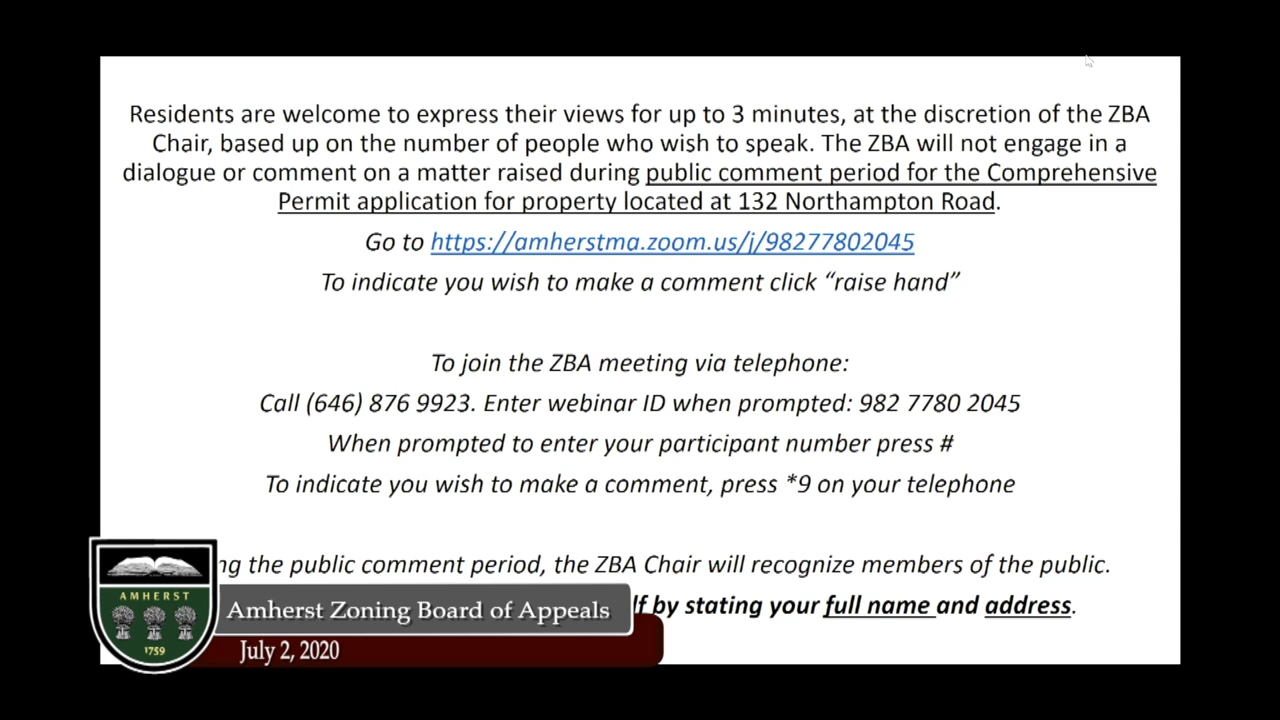 Residents are welcome to express their views for up to 3 minutes, at the discretion of the ZBA
Chair, based up on the number of people who wish to speak. The ZBA will not engage in a
dialogue or comment on a matter raised during public comment period for the Comprehensive
Permit application for property located at 132 Northampton Road.
Go to https://amherstma.zoom.us/j/98277802045
To indicate you wish to make a comment click “raise hand”
To join the ZBA meeting via telephone:
Call (646) 876 9923. Enter webinar ID when prompted: 982 7780 2045
When prompted to enter your participant number press #
To indicate you wish to make a comment, press *9 on your telephone
the public comment period, the ZBA Chair will recognize members of the public.
by stating your full name and address.
AMHERST
1759
Amherst Zoning Board of Appeals
July 2, 2020